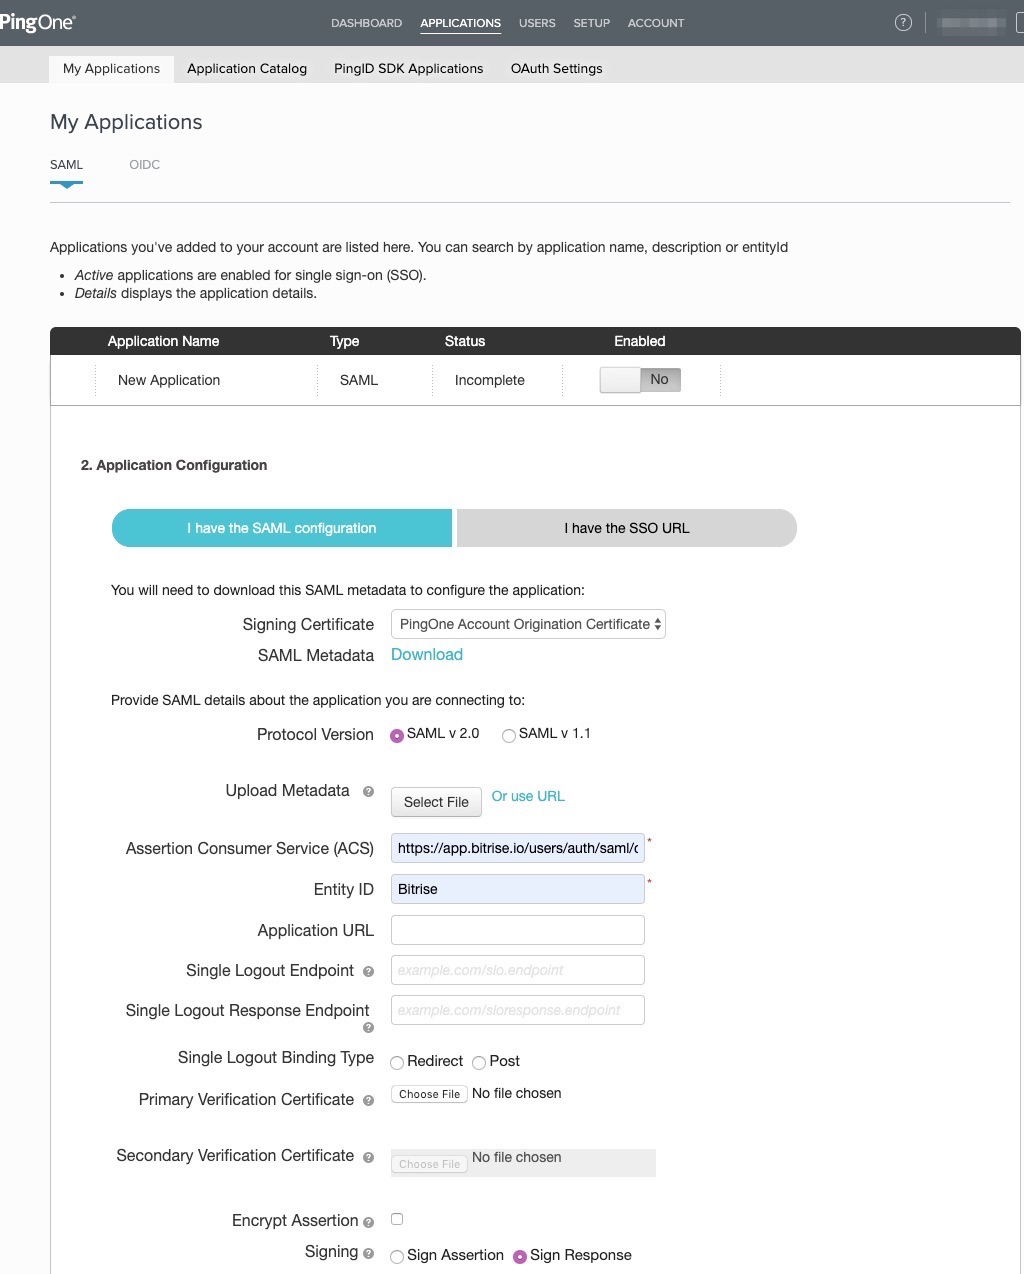 PingOne®
DASHBOARD APPLICATIONS USERS SETUP ACCOUNT ?
My Applications Application Catalog PingID SDK Applications OAuth Settings
My Applications
SAML OIDC
Applications you've added to your account are listed here. You can search by application name, description or entityId
• Active applications are enabled for single sign-on (SSO).
• Details displays the application details.
Application Name Type Status Enabled
New Application SAML Incomplete No
2. Application Configuration
I have the SAML configuration I have the SSO URL
You will need to download this SAML metadata to configure the application:
Signing Certificate PingOne Account Origination Certificate
SAML Metadata Download
Provide SAML details about the application you are connecting to:
Protocol Version SAML v 2.0 SAML v 1.1
Upload Metadata ? Select File Or use URL
Assertion Consumer Service (ACS) https://app.bitrise.io/users/auth/saml/ *
Entity ID Bitrise *
Application URL
Single Logout Endpoint ? example.com/slo.endpoint
Single Logout Response Endpoint ? example.com/sloresponse.endpoint
Single Logout Binding Type Redirect Post
Primary Verification Certificate ? Choose File No file chosen
Secondary Verification Certificate ? Choose File No file chosen
Encrypt Assertion ?
Signing ? Sign Assertion Sign Response